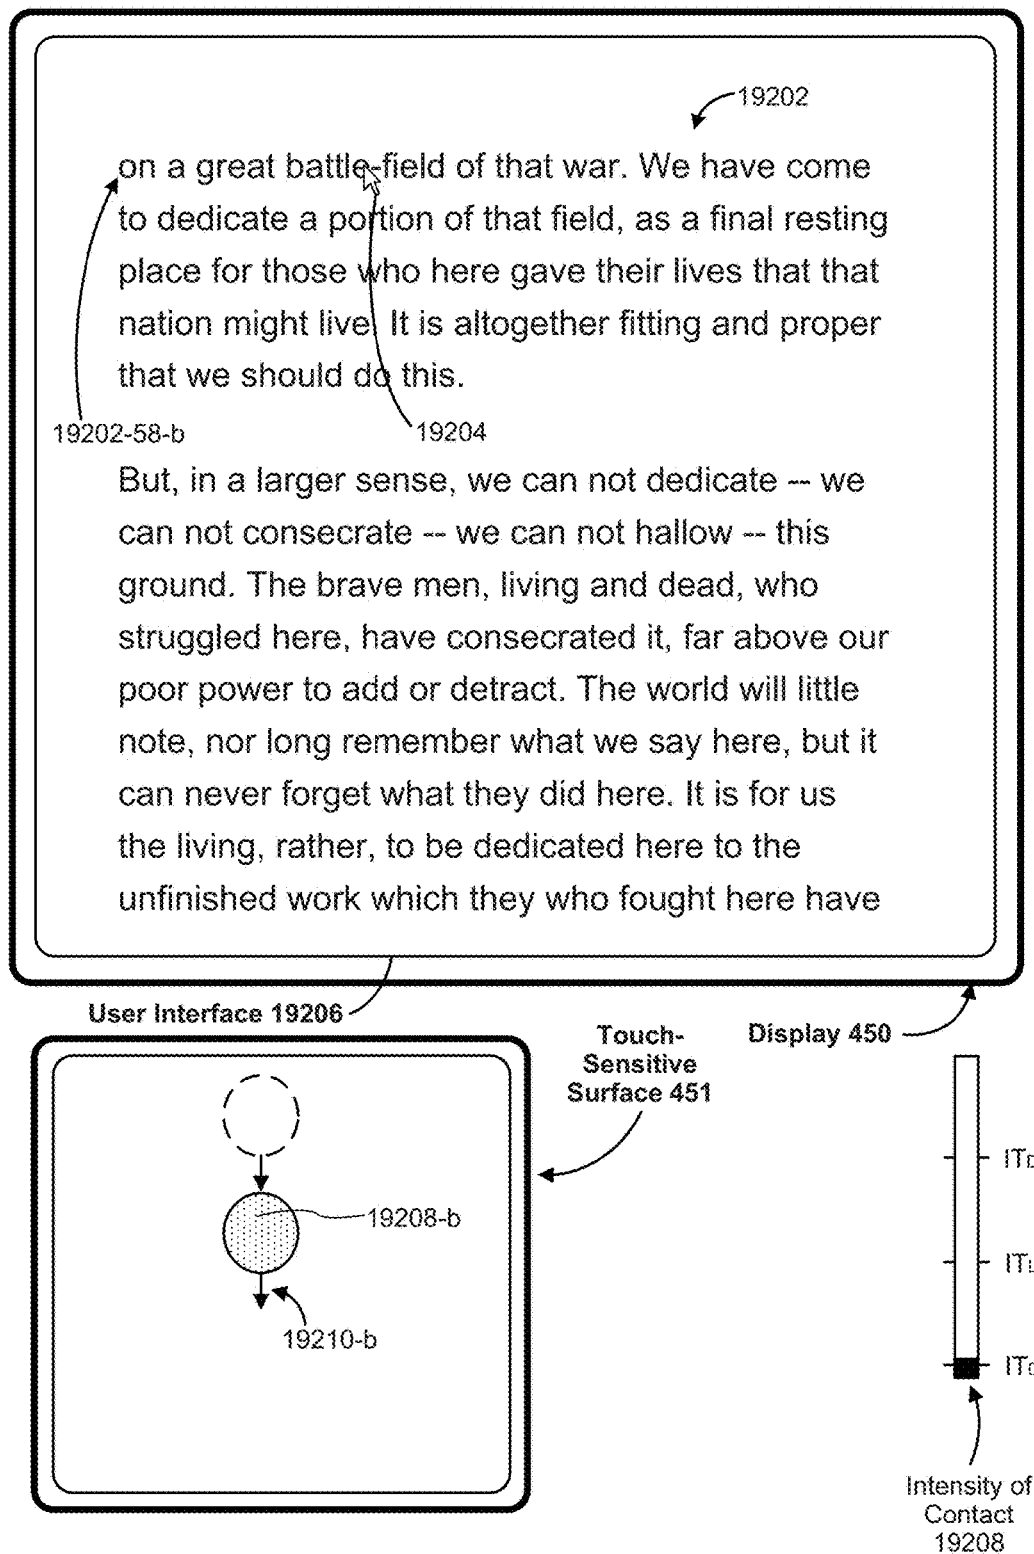 19202
on a great battle-field of that war. We have come
to dedicate a portion of that field, as a final resting
place for those who here gave their lives that that
nation might live. It is altogether fitting and proper
that we should do this.
19202-58-b
19204
But, in a larger sense, we can not dedicate -- we
can not consecrate -- we can not hallow -- this
ground. The brave men, living and dead, who
struggled here, have consecrated it, far above our
poor power to add or detract. The world will little
note, nor long remember what we say here, but it
can never forget what they did here. It is for us
the living, rather, to be dedicated here to the
unfinished work which they who fought here have
User Interface 19206
Display 450
Touch-
Sensitive
Surface 451
19208-b
19210-b
ITD
ITL
IT0
Intensity of
Contact
19208